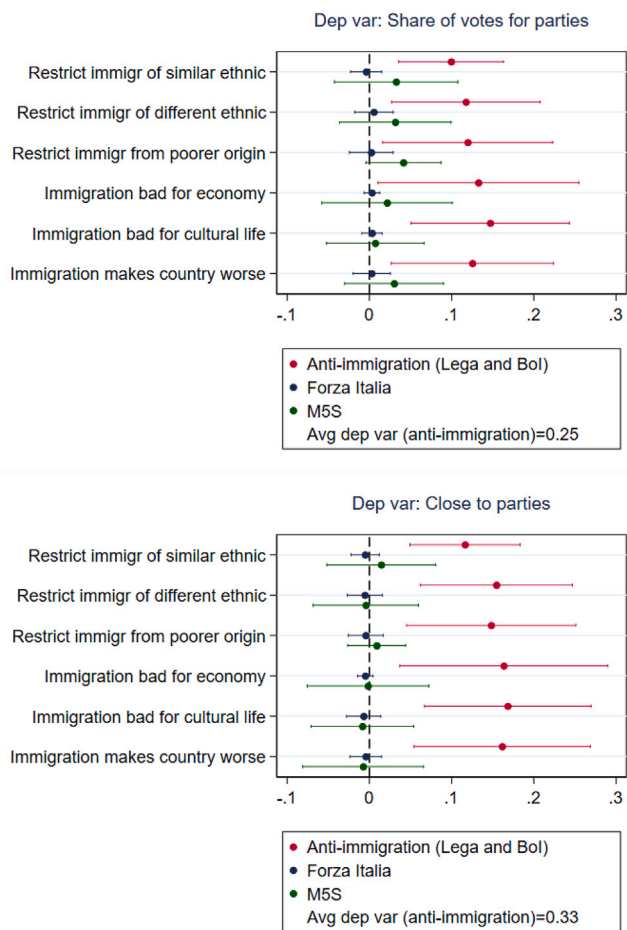 Dep var: Share of votes for parties
Restrict immigr of similar ethnic
Restrict immigr of different ethnic
Restrict immigr from poorer origin
Immigration bad for economy
Immigration bad for cultural life
Immigration makes country worse
-.1 0 .1 .2 .3
Anti-immigration (Lega and BoI)
Forza Italia
M5S
Avg dep var (anti-immigration)=0.25
Dep var: Close to parties
Restrict immigr of similar ethnic
Restrict immigr of different ethnic
Restrict immigr from poorer origin
Immigration bad for economy
Immigration bad for cultural life
Immigration makes country worse
-.1 0 .1 .2 .3
Anti-immigration (Lega and BoI)
Forza Italia
M5S
Avg dep var (anti-immigration)=0.33